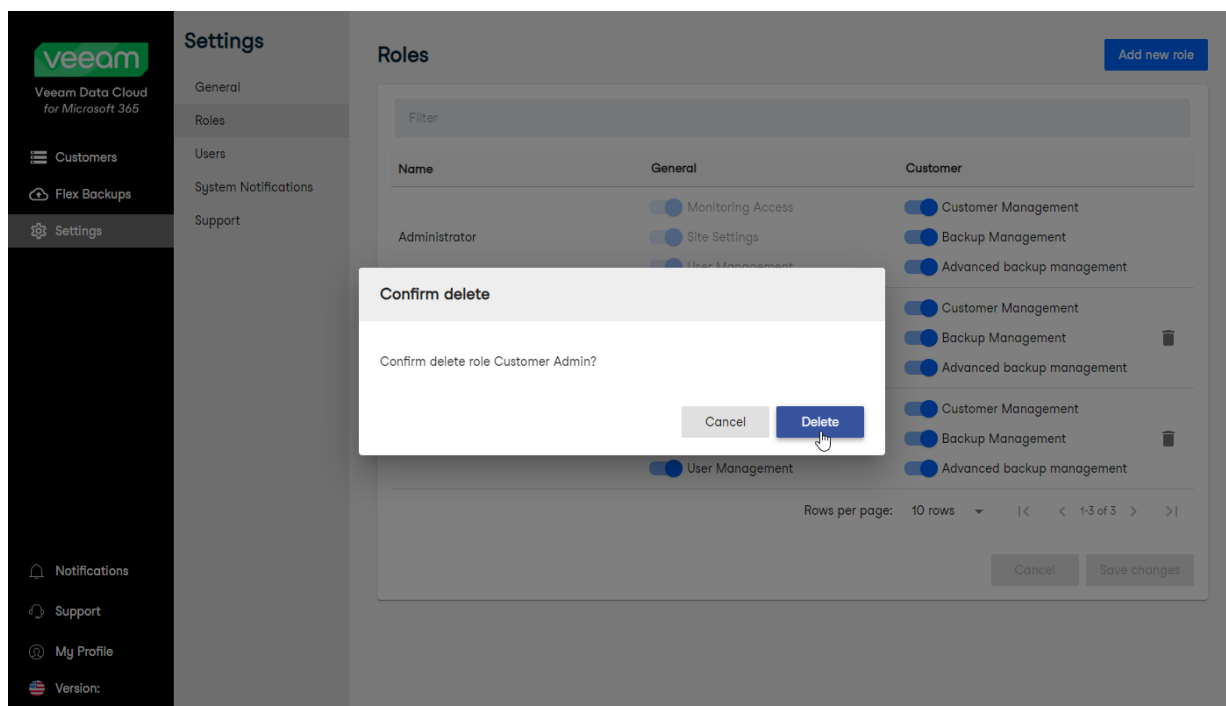 veeam
Veeam Data Cloud
for Microsoft 365
Customers
Flex Backups
Settings
Notifications
Support
My Profile
Version:
Settings
General
Roles
Users
System Notifications
Support
Roles
Add new role
Filter
Name General Customer
Administrator
Monitoring Access
Site Settings
User Management
Customer Management
Backup Management
Advanced backup management
Customer Management
Backup Management
Advanced backup management
User Management
Customer Management
Backup Management
Advanced backup management
Confirm delete
Confirm delete role Customer Admin?
Cancel Delete
Rows per page: 10 rows 1-3 of 3
Cancel Save changes